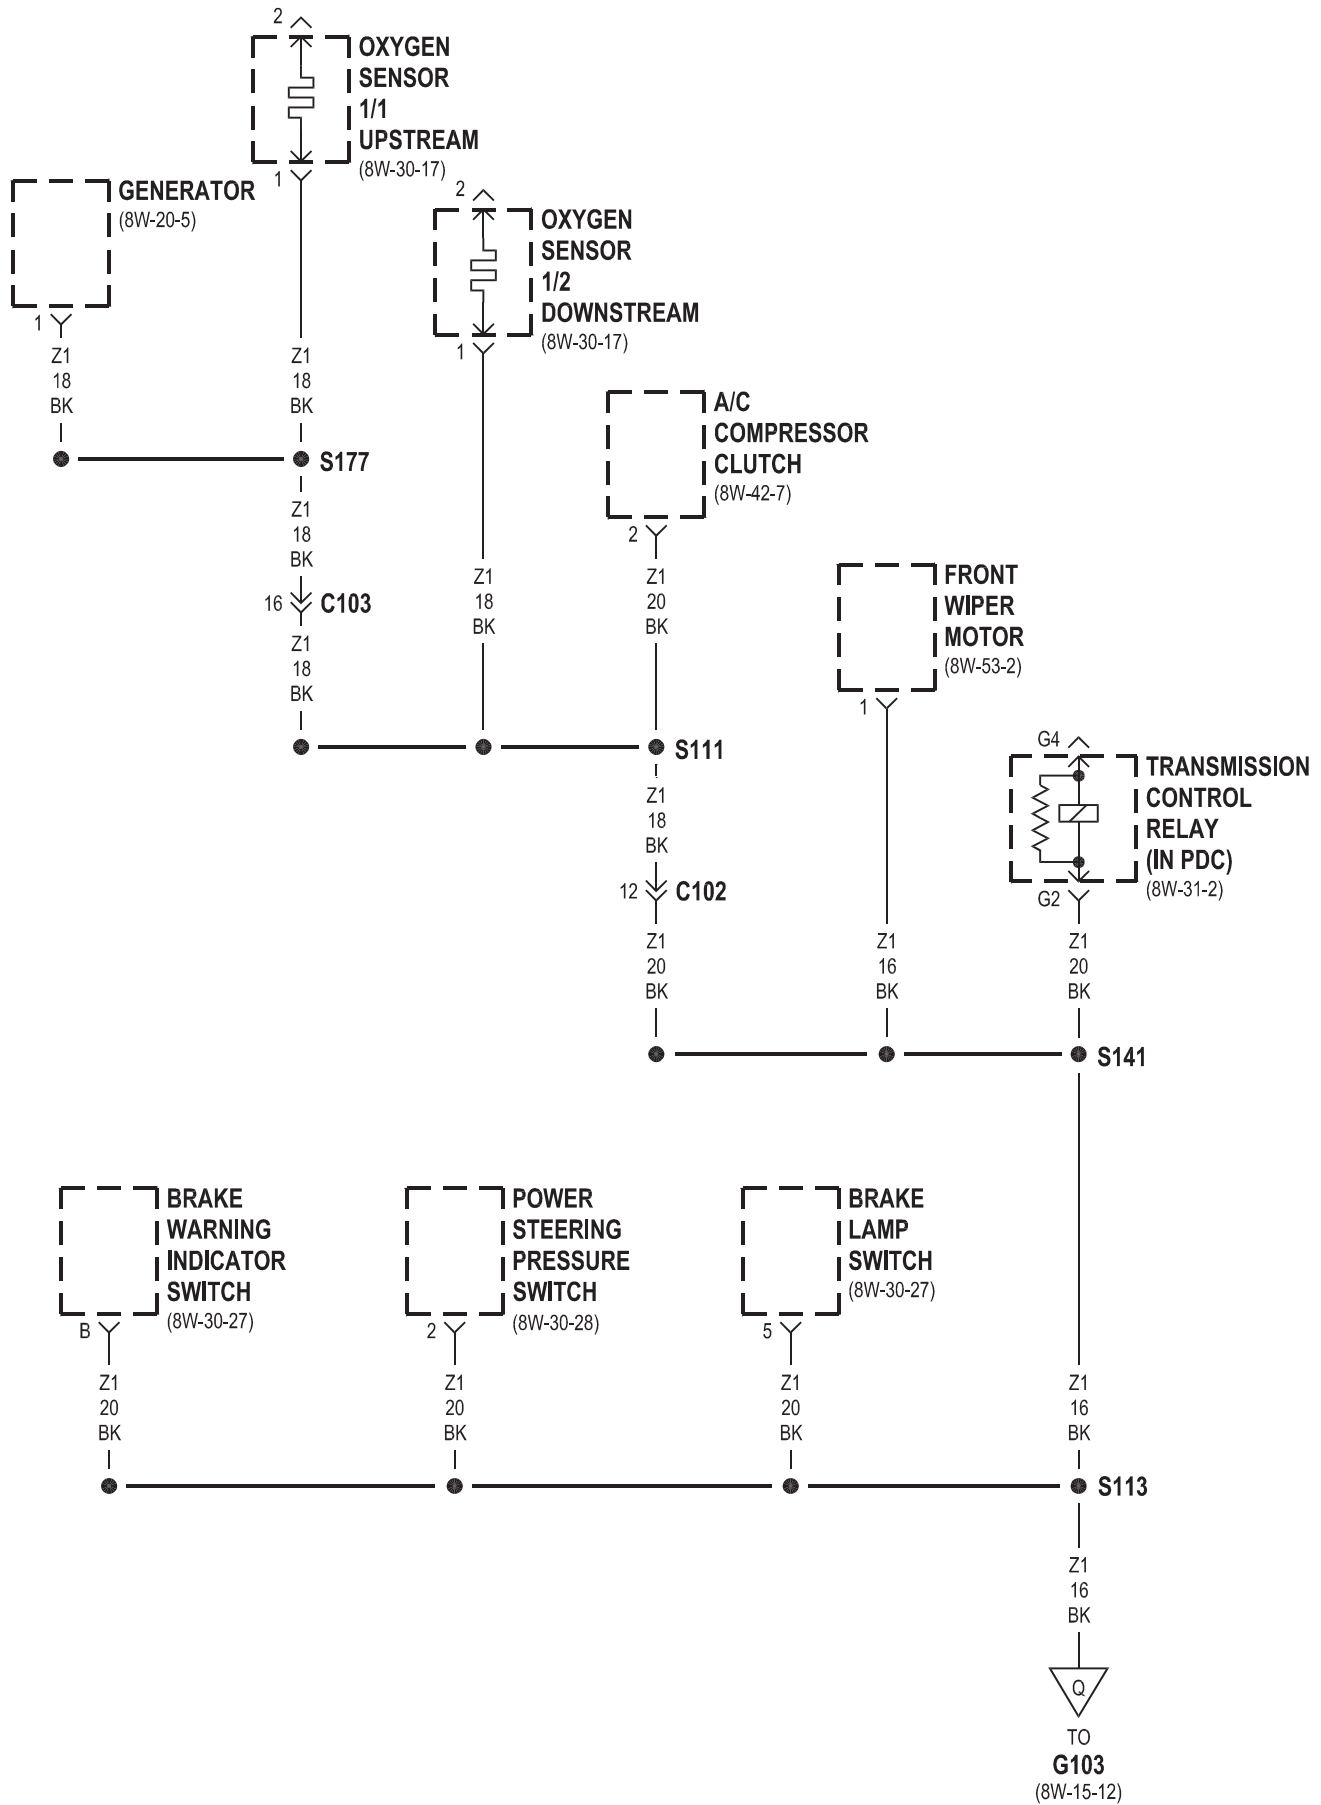 2
OXYGEN
SENSOR
1/1
UPSTREAM
(8W-30-17)
1
GENERATOR
(8W-20-5)
1
2
OXYGEN
SENSOR
1/2
DOWNSTREAM
(8W-30-17)
1
Z1
18
BK
Z1
18
BK
S177
A/C
COMPRESSOR
CLUTCH
(8W-42-7)
2
Z1
18
BK
16
C103
Z1
18
BK
Z1
18
BK
Z1
20
BK
FRONT
WIPER
MOTOR
(8W-53-2)
1
S111
G4
TRANSMISSION
CONTROL
RELAY
(IN PDC)
(8W-31-2)
G2
Z1
18
BK
12
C102
Z1
20
BK
Z1
16
BK
Z1
20
BK
S141
BRAKE
WARNING
INDICATOR
SWITCH
(8W-30-27)
B
POWER
STEERING
PRESSURE
SWITCH
(8W-30-28)
2
BRAKE
LAMP
SWITCH
(8W-30-27)
5
Z1
20
BK
Z1
20
BK
Z1
20
BK
Z1
16
BK
S113
Z1
16
BK
Q
TO
G103
(8W-15-12)